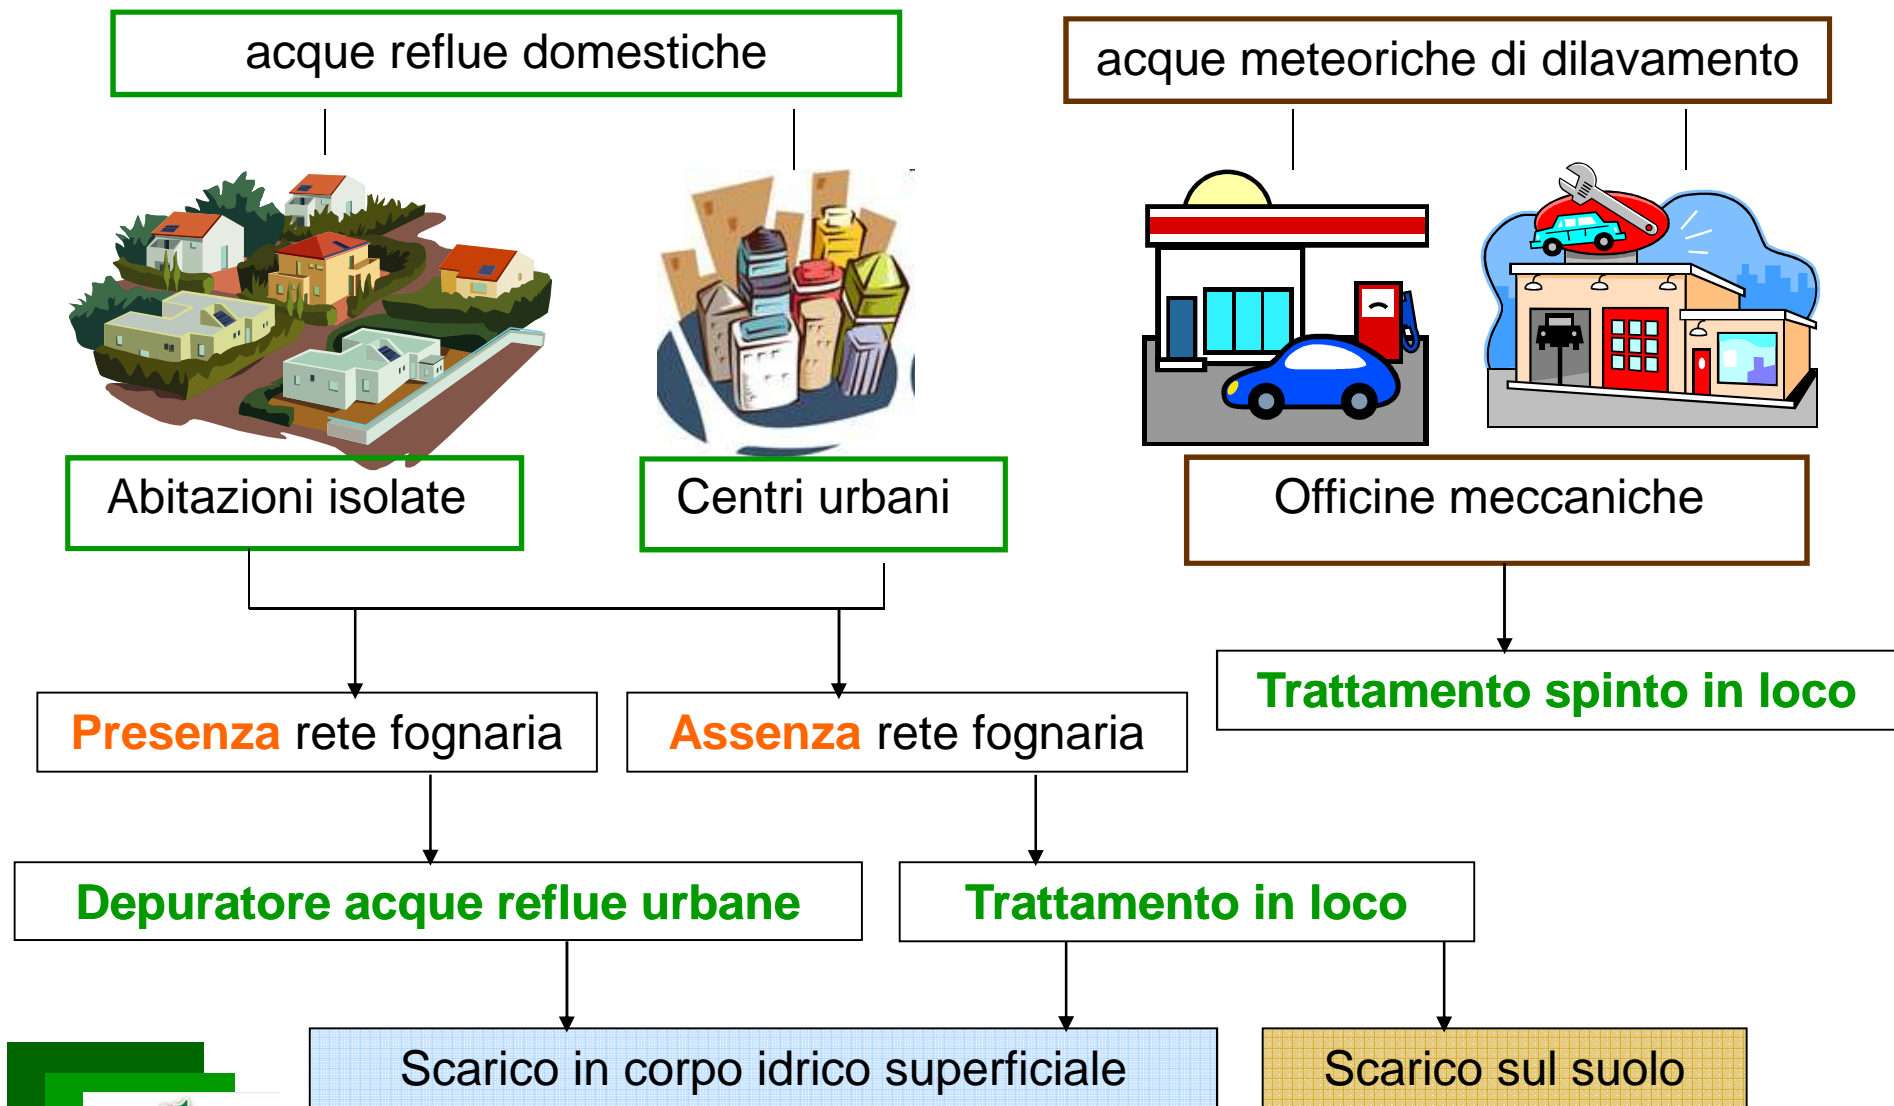 acque reflue domestiche
acque meteoriche di dilavamento
Abitazioni isolate
Centri urbani
Officine meccaniche
Trattamento spinto in loco
Presenza rete fognaria
Assenza rete fognaria
Depuratore acque reflue urbane
Trattamento in loco
Scarico in corpo idrico superficiale
Scarico sul suolo